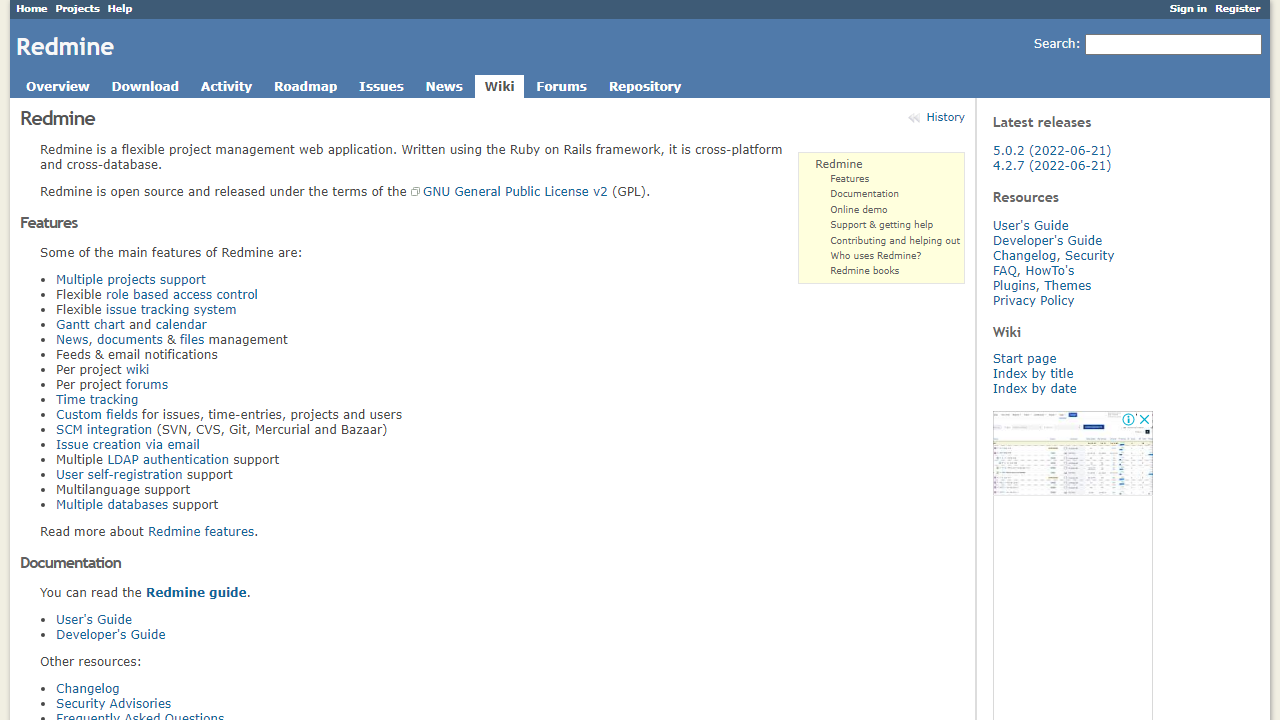 Home Projects Help Sign in Register
Redmine
Search:
Overview Download Activity Roadmap Issues News Wiki Forums Repository
Redmine
History
Redmine is a flexible project management web application. Written using the Ruby on Rails framework, it is cross-platform
and cross-database.
Redmine is open source and released under the terms of the GNU General Public License v2 (GPL).
Redmine
Features
Documentation
Online demo
Support & getting help
Contributing and helping out
Who uses Redmine?
Redmine books
Features
Some of the main features of Redmine are:
• Multiple projects support
• Flexible role based access control
• Flexible issue tracking system
• Gantt chart and calendar
• News, documents & files management
• Feeds & email notifications
• Per project wiki
• Per project forums
• Time tracking
• Custom fields for issues, time-entries, projects and users
• SCM integration (SVN, CVS, Git, Mercurial and Bazaar)
• Issue creation via email
• Multiple LDAP authentication support
• User self-registration support
• Multilanguage support
• Multiple databases support
Read more about Redmine features.
Documentation
You can read the Redmine guide.
• User's Guide
• Developer's Guide
Other resources:
• Changelog
• Security Advisories
• Frequently Asked Questions
Latest releases
5.0.2 (2022-06-21)
4.2.7 (2022-06-21)
Resources
User's Guide
Developer's Guide
Changelog, Security
FAQ, HowTo's
Plugins, Themes
Privacy Policy
Wiki
Start page
Index by title
Index by date